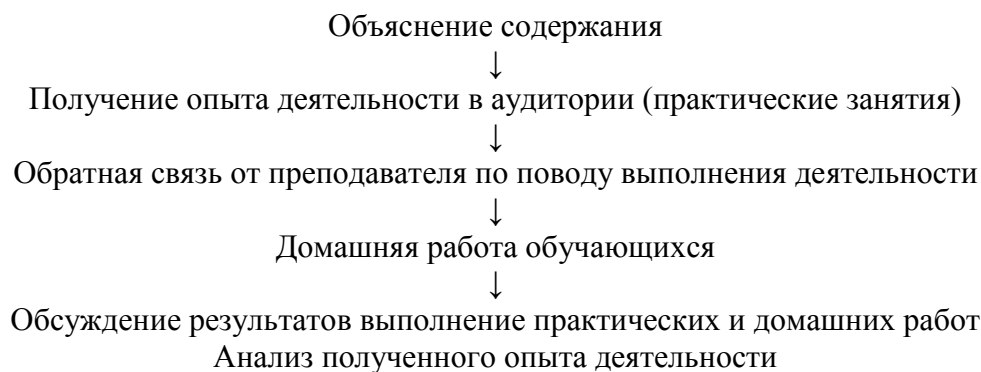 Объяснение содержания
↓
Получение опыта деятельности в аудитории (практические занятия)
↓
Обратная связь от преподавателя по поводу выполнения деятельности
↓
Домашняя работа обучающихся
↓
Обсуждение результатов выполнение практических и домашних работ
Анализ полученного опыта деятельности